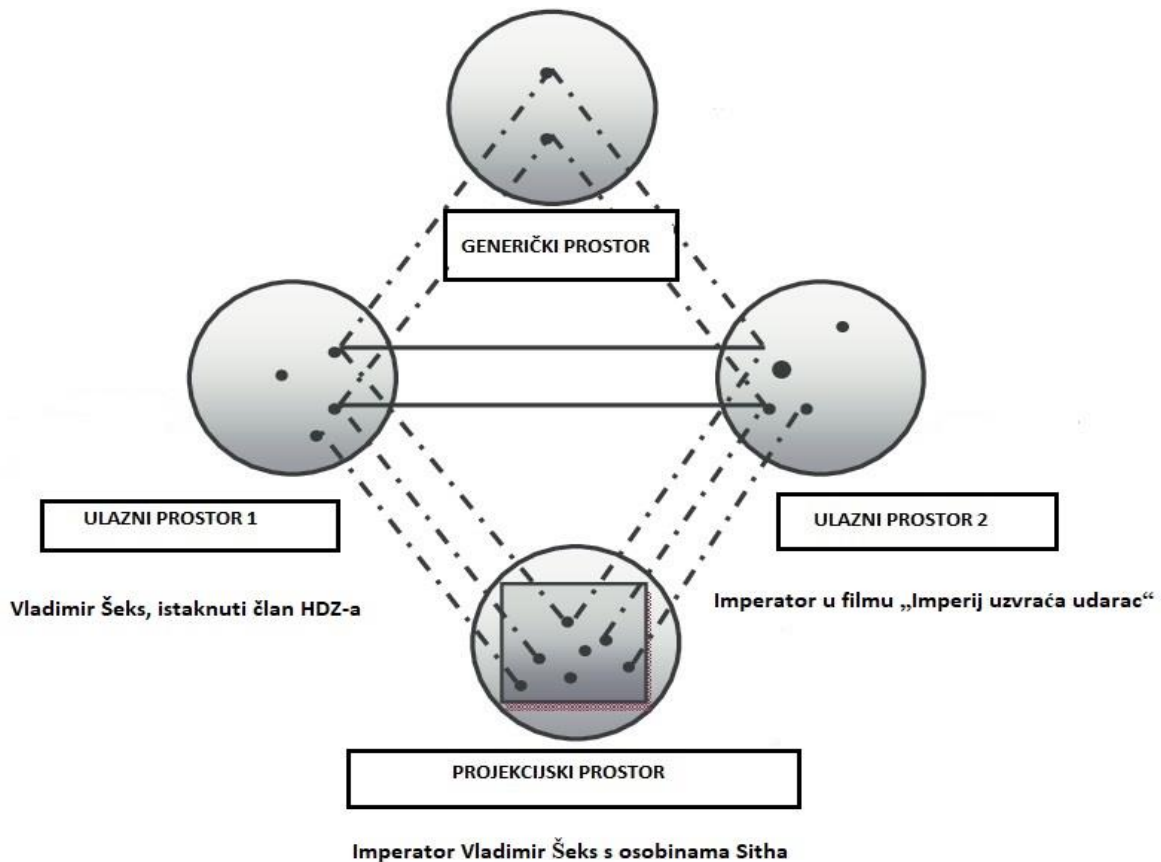 GENERIČKI PROSTOR
ULAZNI PROSTOR 1
ULAZNI PROSTOR 2
Vladimir Šeks, istaknuti član HDZ-a
Imperator u filmu „Imperij uzvraća udarac“
PROJEKCIJSKI PROSTOR
Imperator Vladimir Šeks s osobinama Sitha